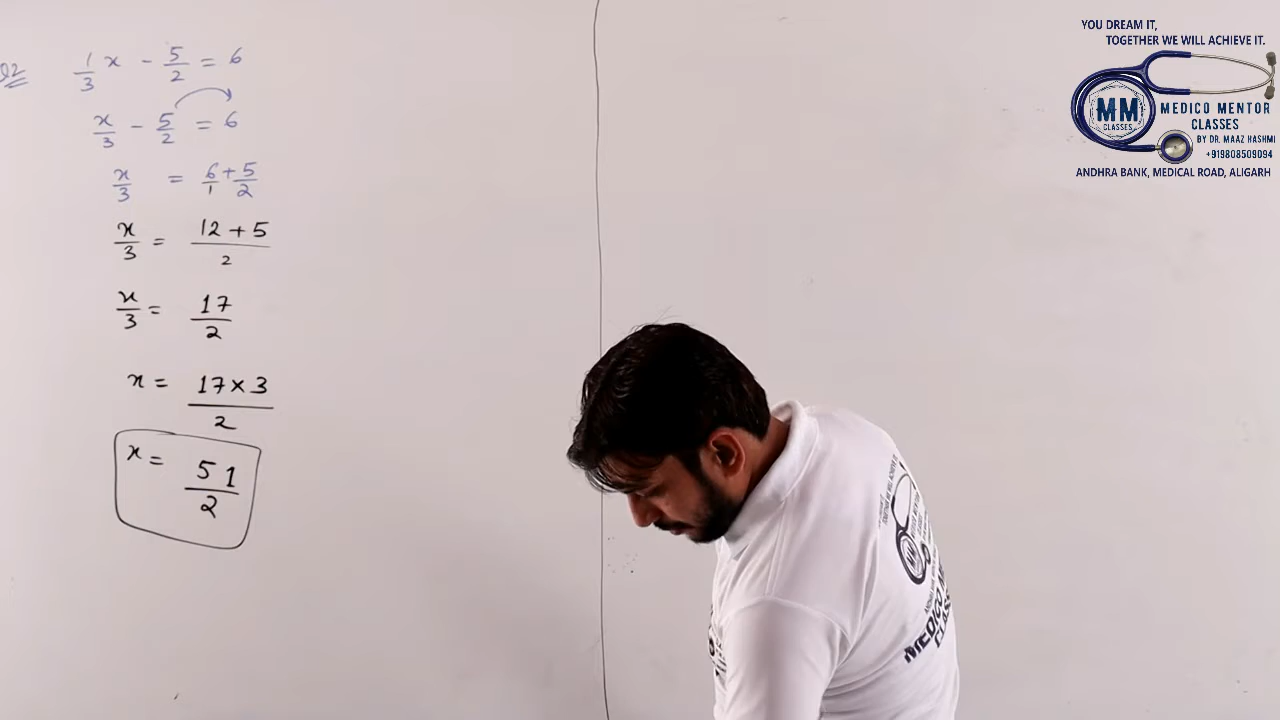 Q2
1/3 x - 5/2 = 6
x/3 - 5/2 = 6
x/3 = 6/1 + 5/2
x/3 = 12 + 5/2
x/3 = 17/2
x = 17 × 3/2
x = 51/2
YOU DREAM IT,
TOGETHER WE WILL ACHIEVE IT.
MM
CLASSES
MEDICO MENTOR
CLASSES
BY DR. MAAZ HASHMI
+919808509094
ANDHRA BANK, MEDICAL ROAD, ALIGARH